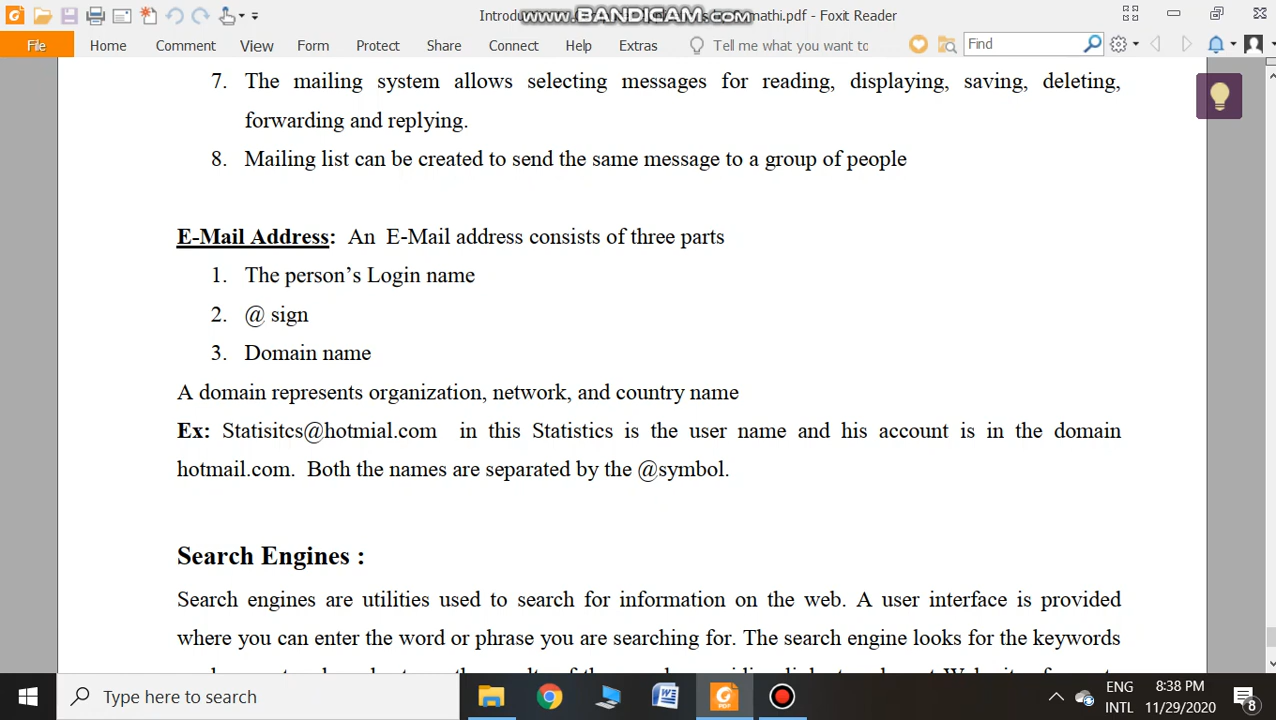 Introdu
www.BANDICAM.com
mathi.pdf - Foxit Reader
File Home Comment View Form Protect Share Connect Help Extras Tell me what you to Find
7. The mailing system allows selecting messages for reading, displaying, saving, deleting,
forwarding and replying.
8. Mailing list can be created to send the same message to a group of people
E-Mail Address: An E-Mail address consists of three parts
1. The person’s Login name
2. @ sign
3. Domain name
A domain represents organization, network, and country name
Ex: Statisitcs@hotmial.com in this Statistics is the user name and his account is in the domain
hotmail.com. Both the names are separated by the @symbol.
Search Engines :
Search engines are utilities used to search for information on the web. A user interface is provided
where you can enter the word or phrase you are searching for. The search engine looks for the keywords
Type here to search
ENG
INTL
8:38 PM
11/29/2020
8